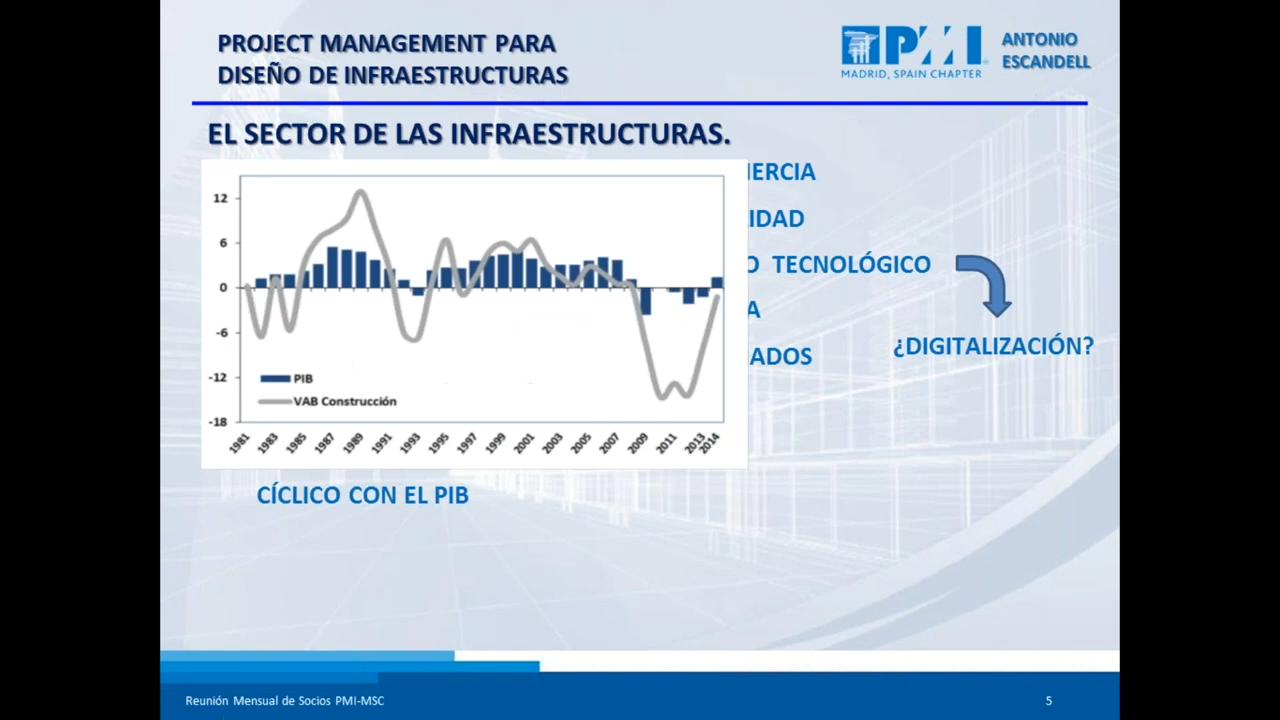 PROJECT MANAGEMENT PARA
DISEÑO DE INFRAESTRUCTURAS
PMI
MADRID, SPAIN CHAPTER
ANTONIO
ESCANDELL
EL SECTOR DE LAS INFRAESTRUCTURAS.
ERCIA
IDAD
O TECNOLÓGICO
A
ADOS
¿DIGITALIZACIÓN?
12
6
0
-6
-12
-18
PIB
VAB Construcción
1981 1983 1985 1987 1989 1991 1993 1995 1997 1999 2001 2003 2005 2007 2009 2011 2013 2014
CÍCLICO CON EL PIB
Reunión Mensual de Socios PMI-MSC
5